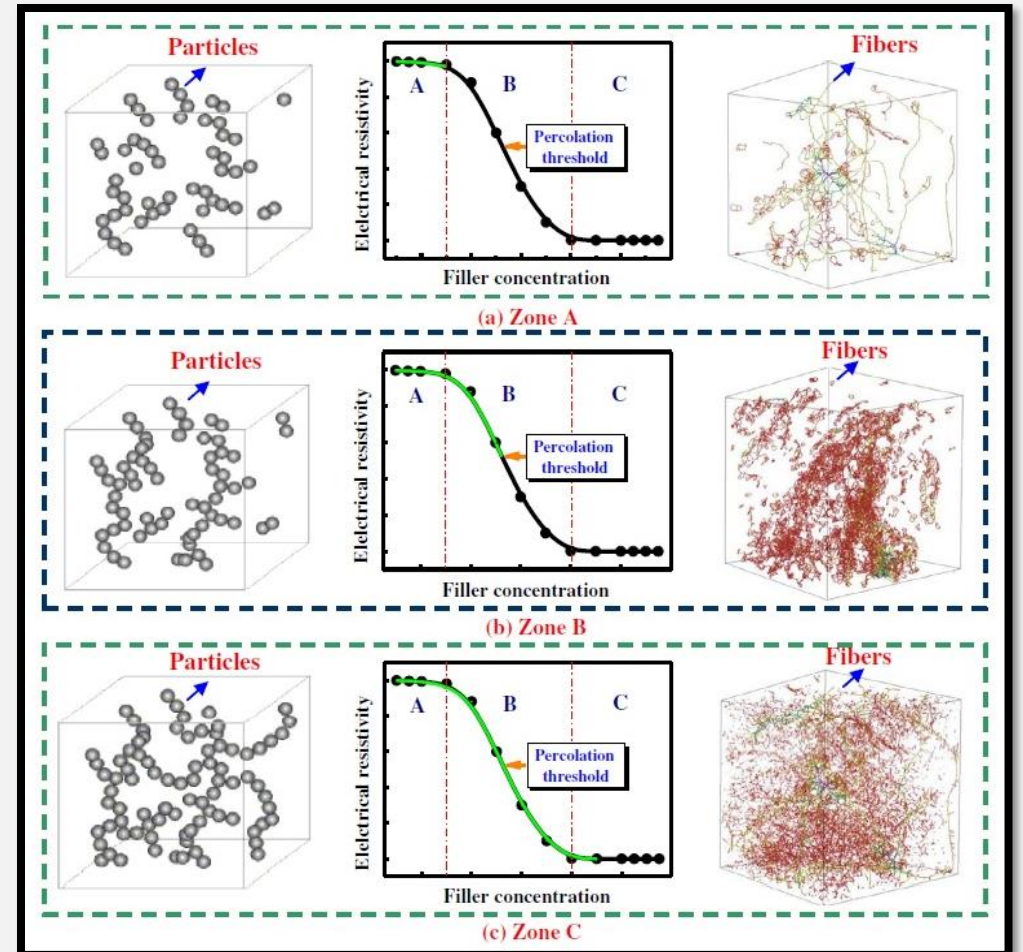 Particles
Fibers
Elelctrical resistivity
A
B
C
Percolation
threshold
Filler concentration
(a) Zone A
Particles
Fibers
Elelctrical resistivity
A
B
C
Percolation
threshold
Filler concentration
(b) Zone B
Particles
Fibers
Elelctrical resistivity
A
B
C
Percolation
threshold
Filler concentration
(c) Zone C